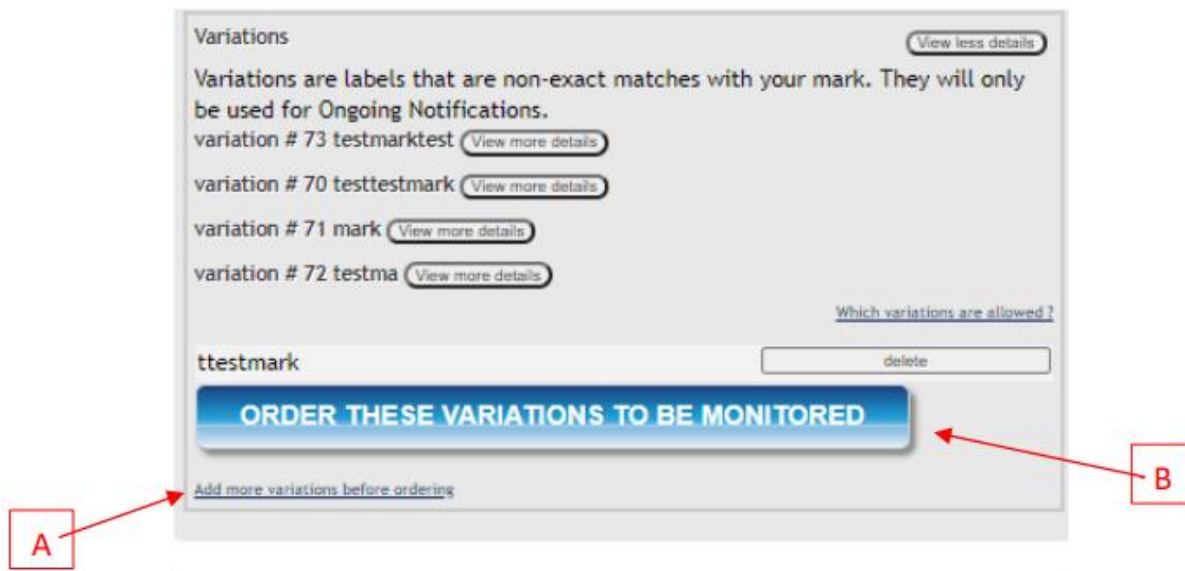 Variations
View less details
Variations are labels that are non-exact matches with your mark. They will only
be used for Ongoing Notifications.
variation # 73 testmarktest View more details
variation # 70 testtestmark View more details
variation # 71 mark View more details
variation # 72 testma View more details
Which variations are allowed ?
ttestmark delete
ORDER THESE VARIATIONS TO BE MONITORED
B
Add more variations before ordering
A